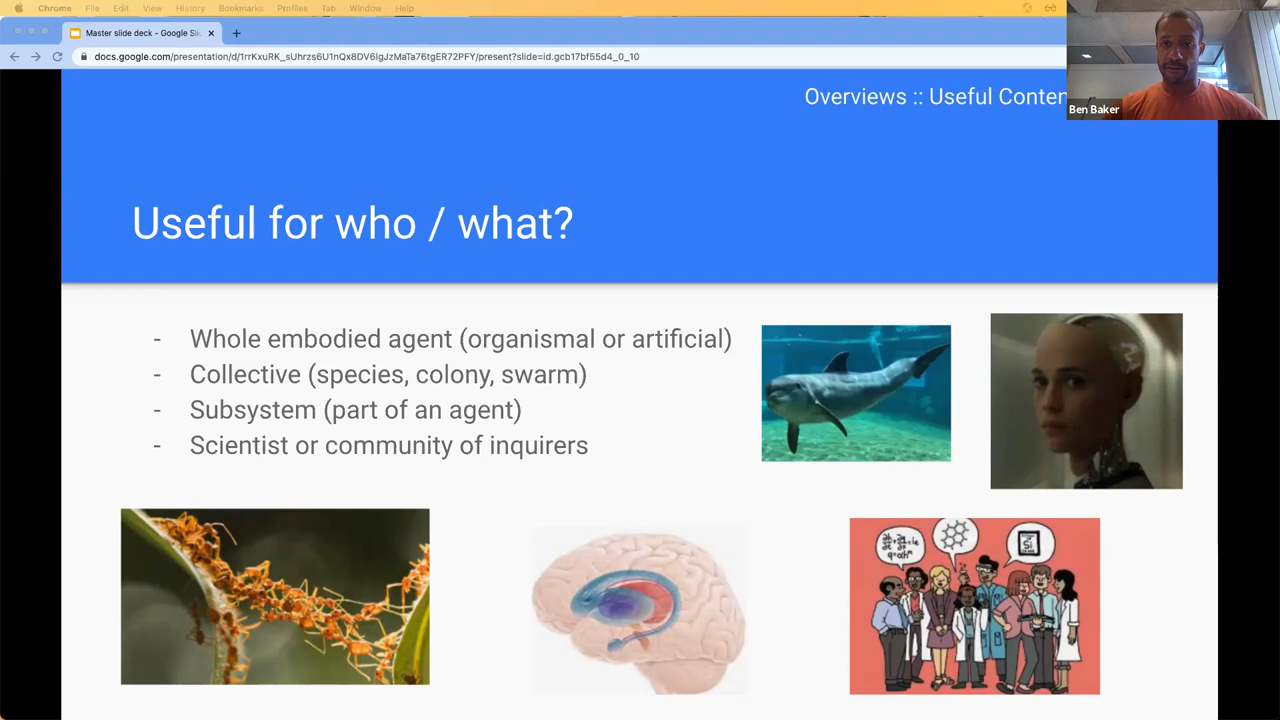 Chrome File Edit View History Bookmarks Profiles Tab Window Help
Master slide deck - Google Sli
docs.google.com/presentation/d/1rrKxuRK_sUhrzs6U1nQx8DV6IgJzMaTa76tgER72PFY/present?slide=id.gcb17bf55d4_0_10
Overviews :: Useful Conten
Ben Baker
Useful for who / what?
- Whole embodied agent (organismal or artificial)
- Collective (species, colony, swarm)
- Subsystem (part of an agent)
- Scientist or community of inquirers
Si